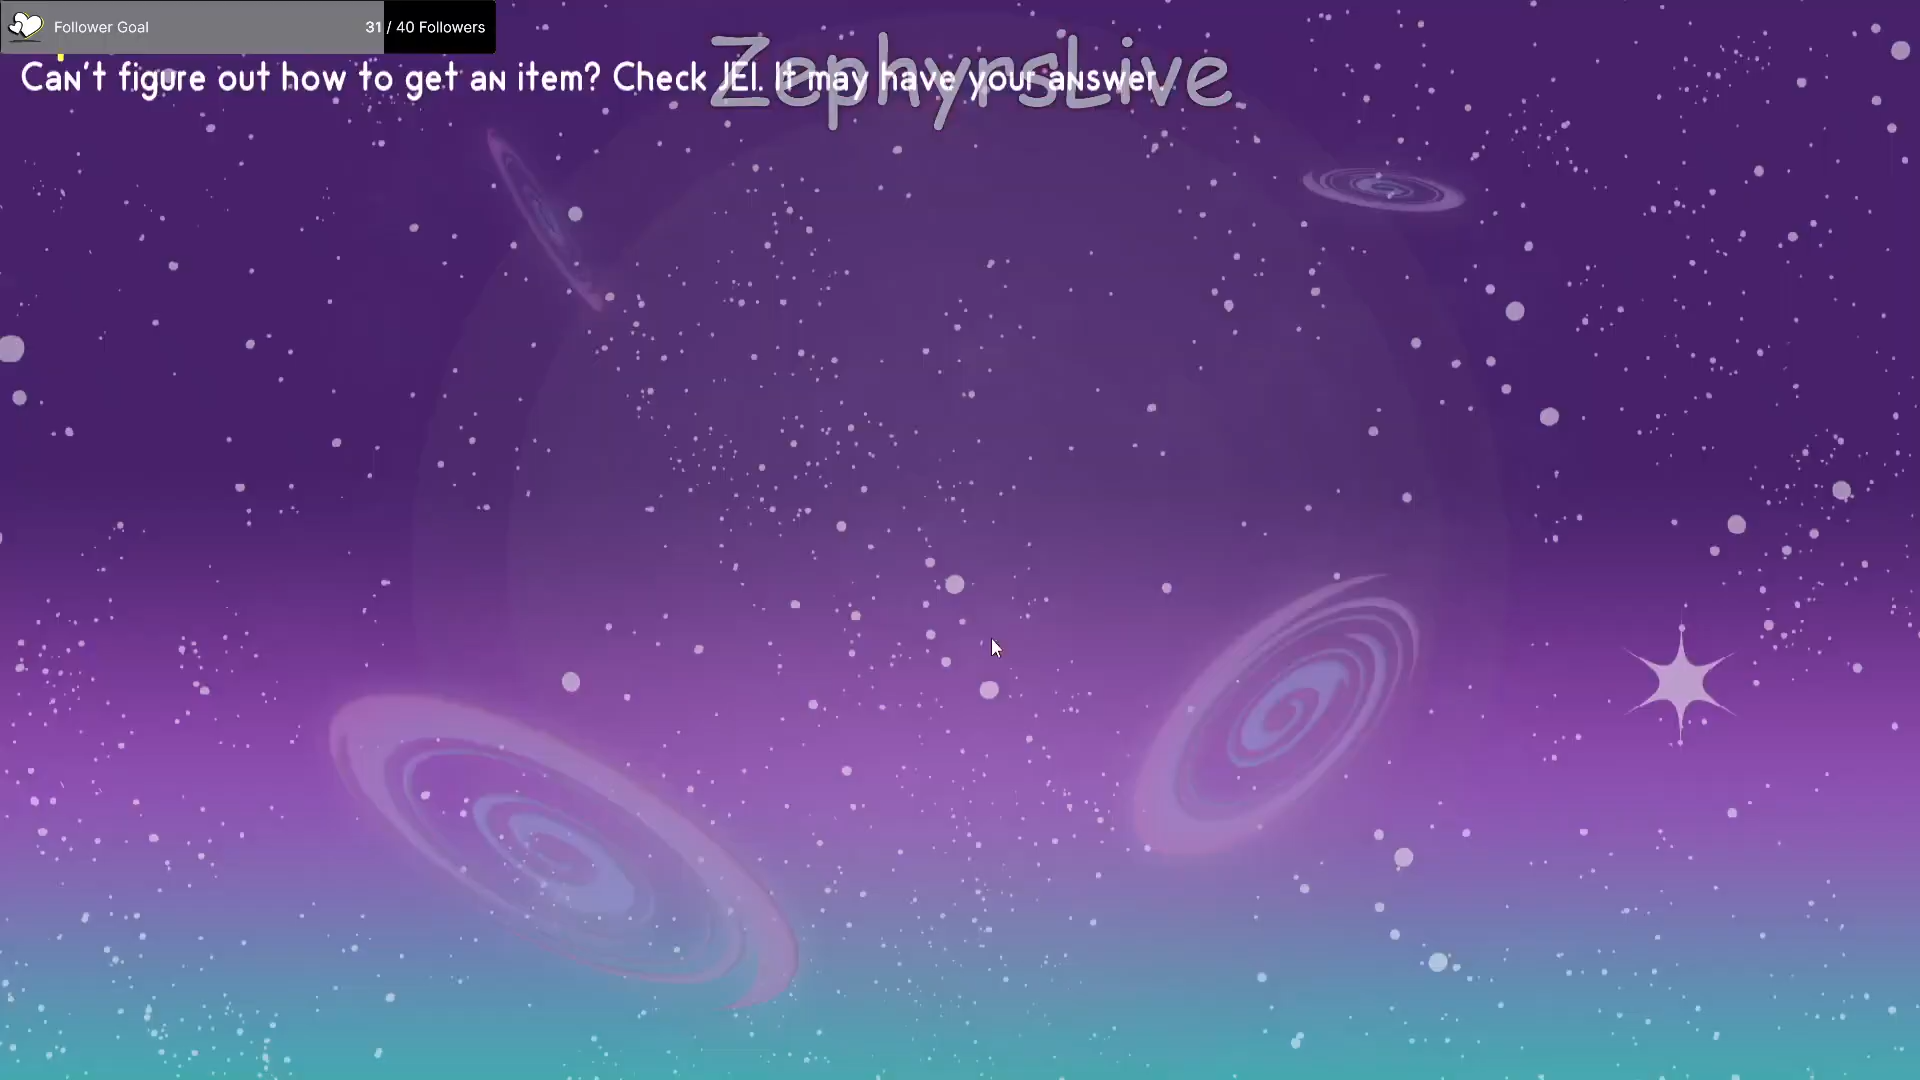 Follower Goal 31 / 40 Followers
ZephyrsLive
Can't figure out how to get an item? Check JEI. It may have your answer.